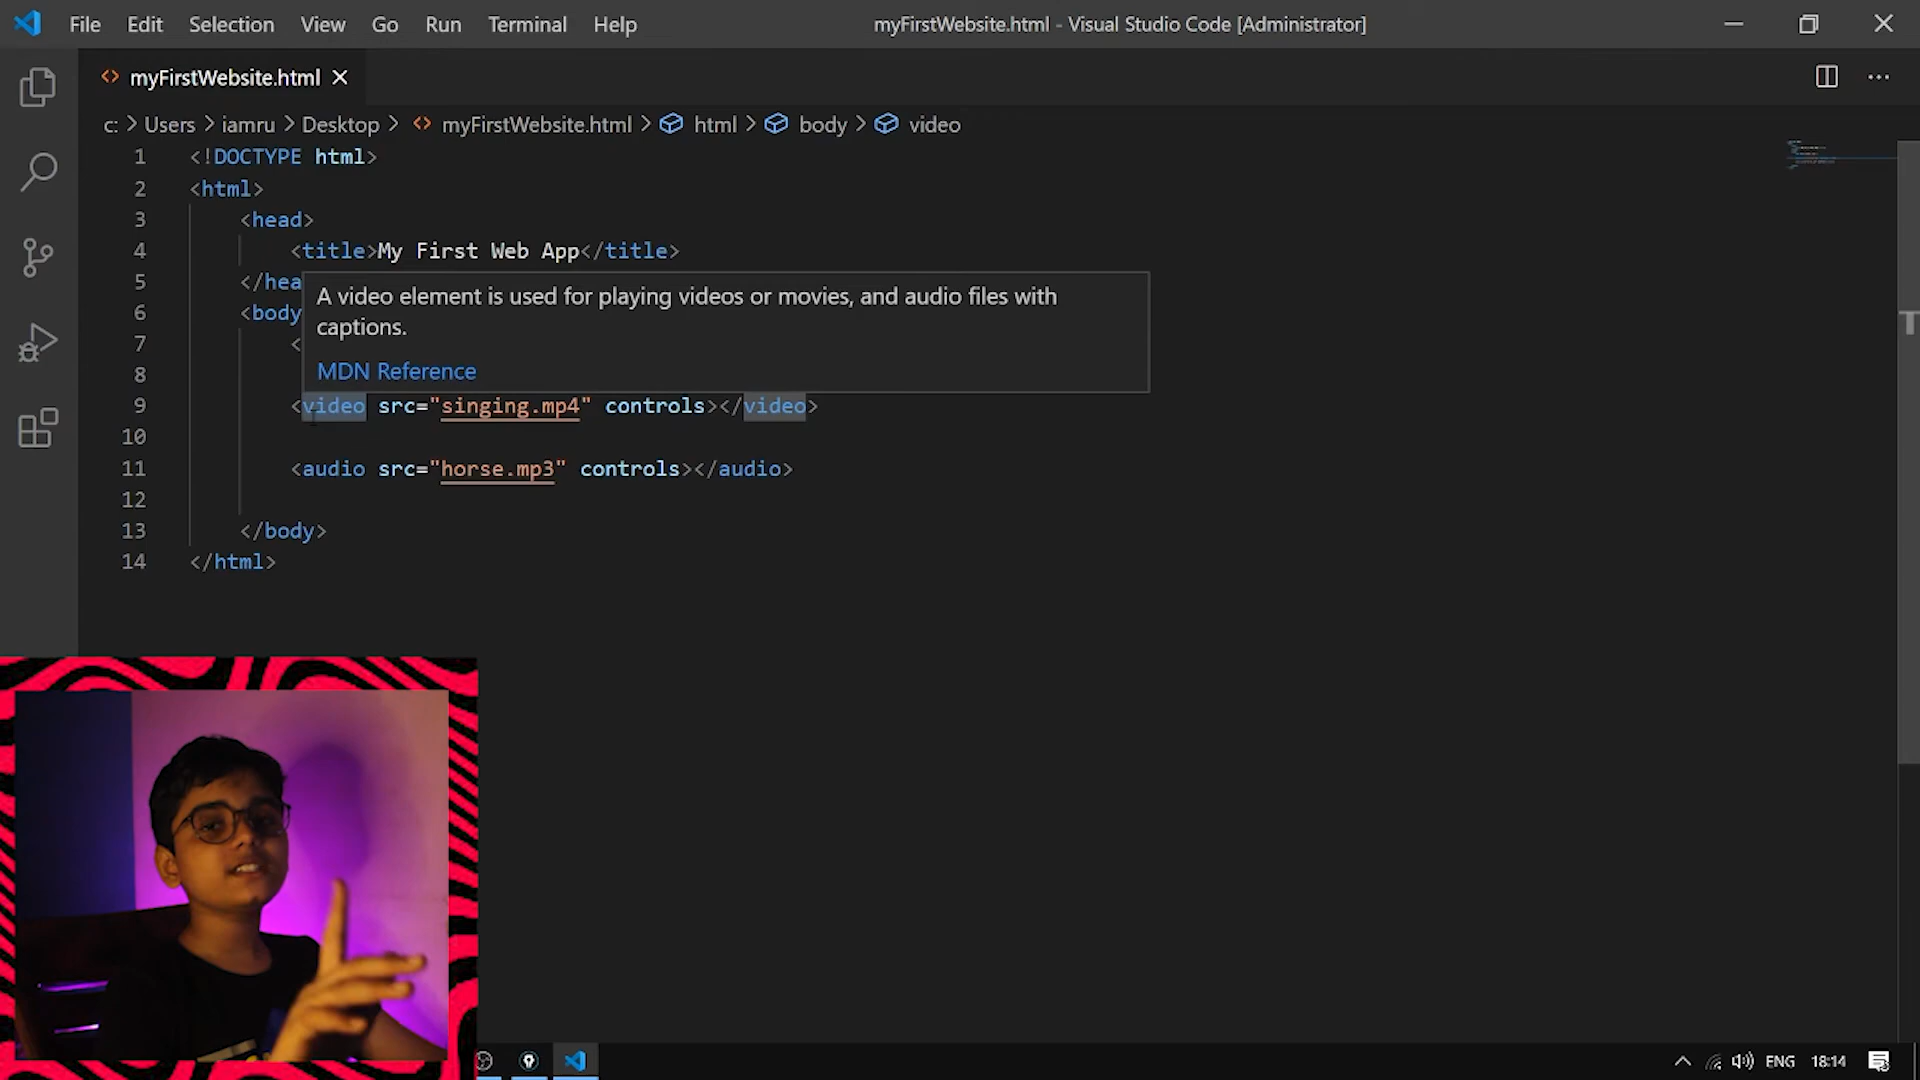 File Edit Selection View Go Run Terminal Help myFirstWebsite.html - Visual Studio Code [Administrator]
myFirstWebsite.html
c: > Users > iamru > Desktop > myFirstWebsite.html > html > body > video
1 <!DOCTYPE html>
2 <html>
3 <head>
4 <title>My First Web App</title>
5 </hea
6 <body
7 <
8
9 <video src="singing.mp4" controls></video>
10
11 <audio src="horse.mp3" controls></audio>
12
13 </body>
14 </html>
A video element is used for playing videos or movies, and audio files with
captions.
MDN Reference
ENG 18:14